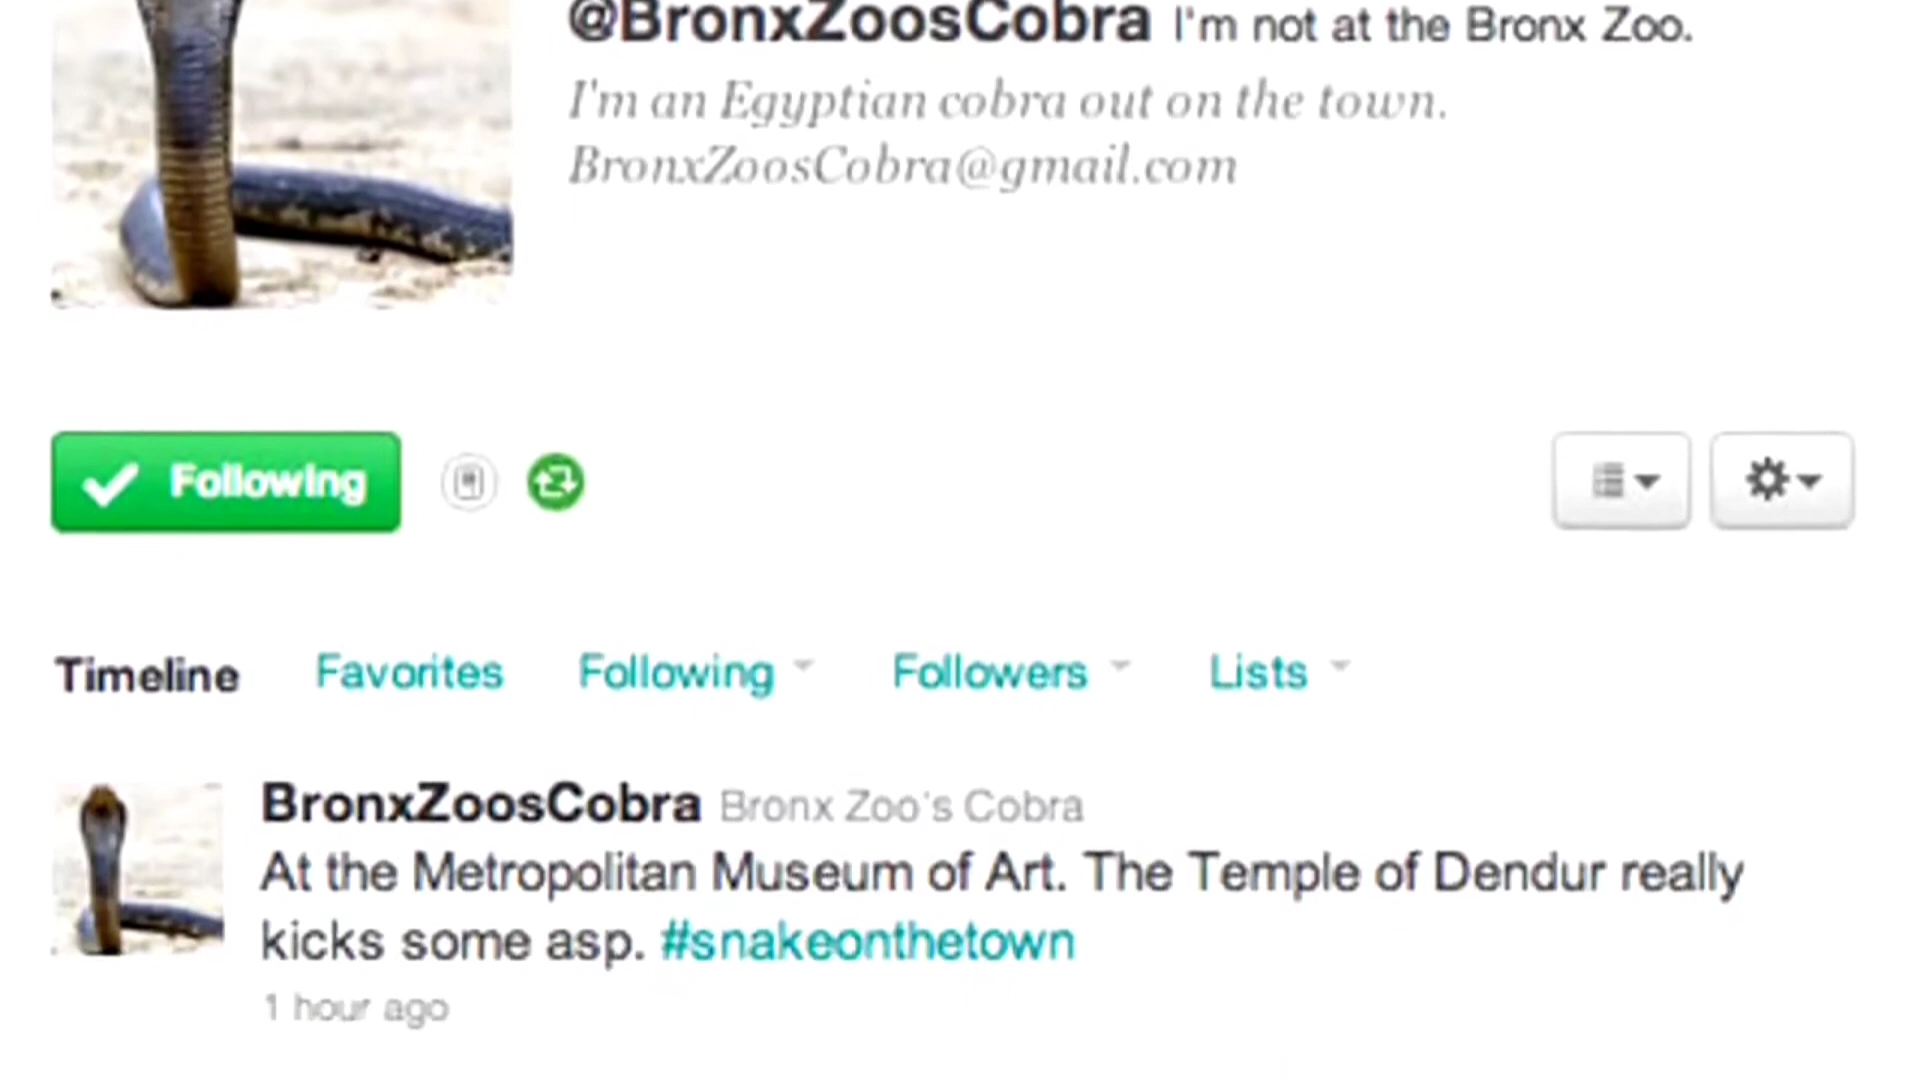 @BronxZoosCobra I'm not at the Bronx Zoo.
I'm an Egyptian cobra out on the town.
BronxZoosCobra@gmail.com
Following
Timeline Favorites Following Followers Lists
BronxZoosCobra Bronx Zoo's Cobra
At the Metropolitan Museum of Art. The Temple of Dendur really
kicks some asp. #snakeonthetown
1 hour ago